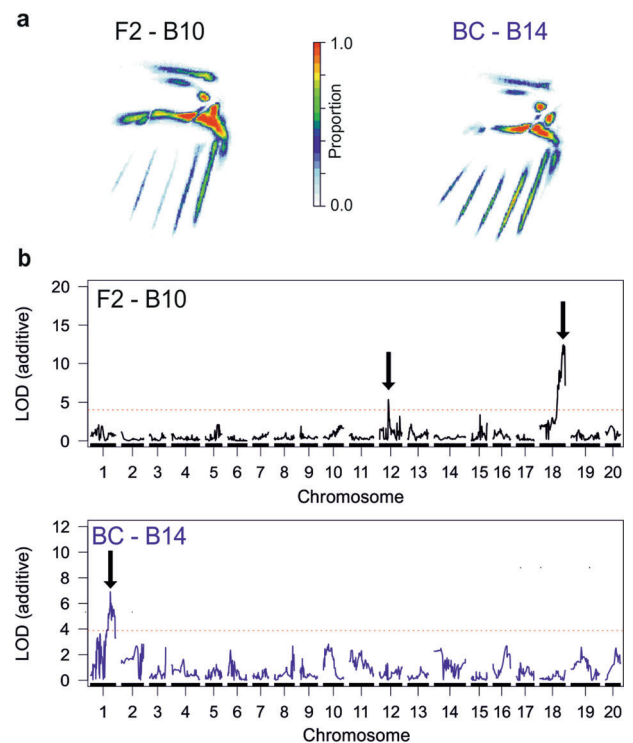 a
F2 - B10
BC - B14
1.0
Proportion
0.0
b
F2 - B10
LOD (additive)
20
15
10
5
0
1 2 3 4 5 6 7 8 9 10 11 12 13 14 15 16 17 18 19 20
Chromosome
BC - B14
LOD (additive)
12
10
8
6
4
2
0
1 2 3 4 5 6 7 8 9 10 11 12 13 14 15 16 17 18 19 20
Chromosome